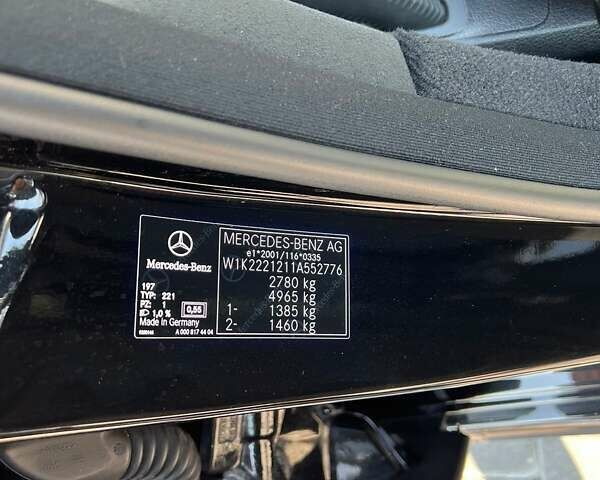 Mercedes-Benz
197
TYP: 221
PZ: 1
1,0 % 0,55
Made in Germany
A 000 817 44 04
MERCEDES-BENZ AG
e1*2001/116*0335
W1K2221211A552776
2780 kg
4965 kg
1- 1385 kg
2- 1460 kg